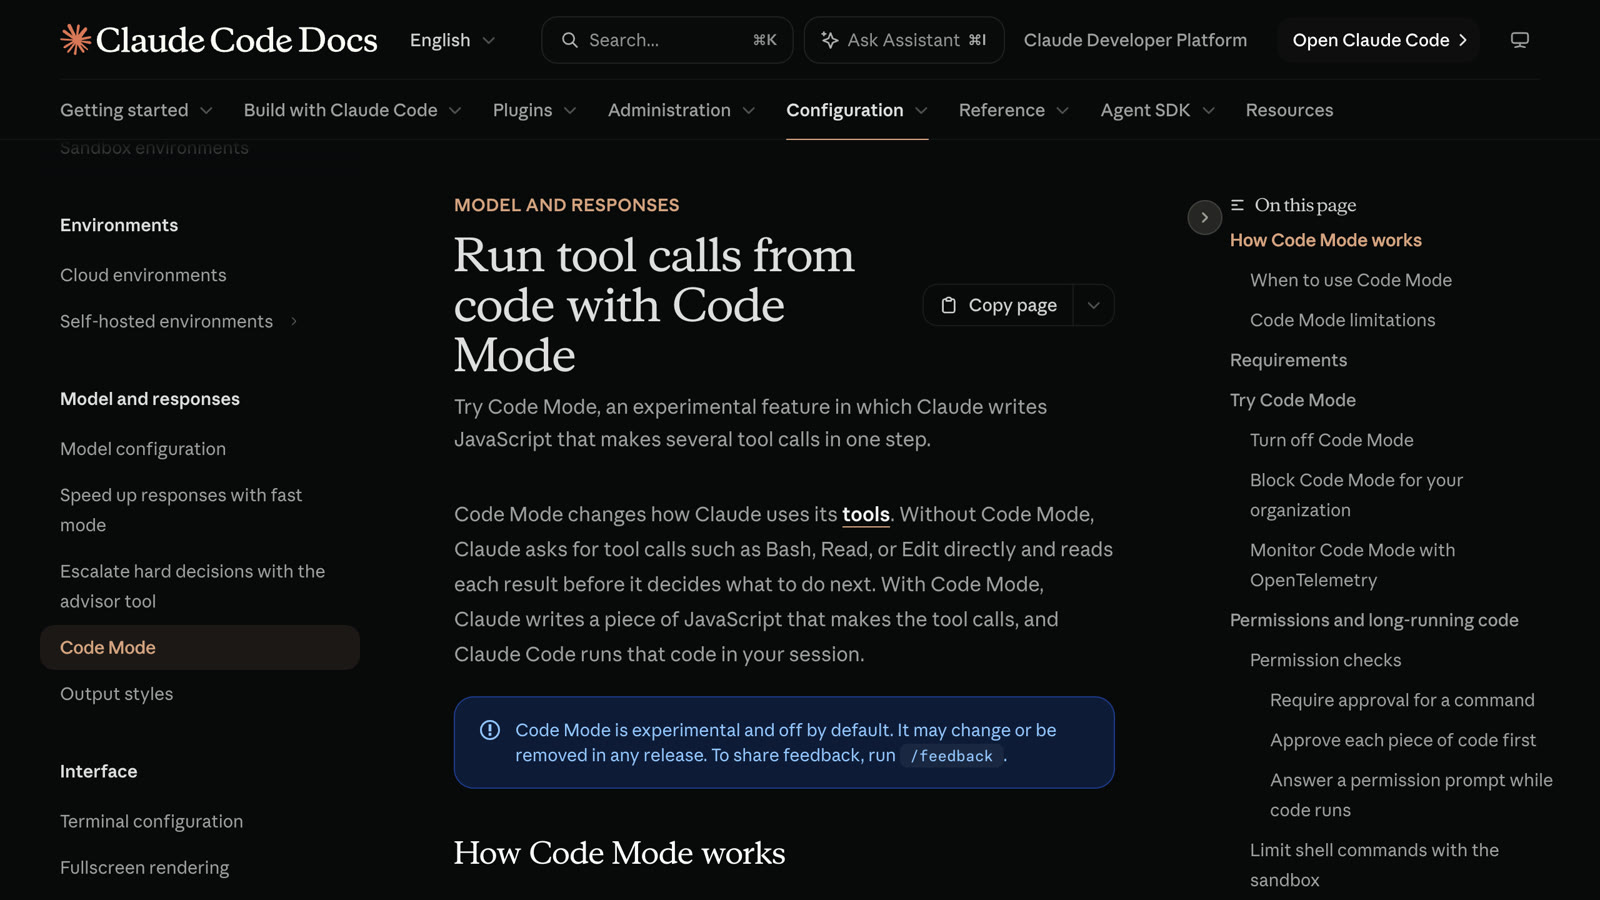 Claude Code Docs
English
Search...
⌘K
Ask Assistant ⌘I
Claude Developer Platform
Open Claude Code
Getting started
Build with Claude Code
Plugins
Administration
Configuration
Reference
Agent SDK
Resources
Sandbox environments
Environments
Cloud environments
Self-hosted environments
Model and responses
Model configuration
Speed up responses with fast
mode
Escalate hard decisions with the
advisor tool
Code Mode
Output styles
Interface
Terminal configuration
Fullscreen rendering
MODEL AND RESPONSES
Run tool calls from
code with Code
Mode
Copy page
Try Code Mode, an experimental feature in which Claude writes
JavaScript that makes several tool calls in one step.
Code Mode changes how Claude uses its tools. Without Code Mode,
Claude asks for tool calls such as Bash, Read, or Edit directly and reads
each result before it decides what to do next. With Code Mode,
Claude writes a piece of JavaScript that makes the tool calls, and
Claude Code runs that code in your session.
Code Mode is experimental and off by default. It may change or be
removed in any release. To share feedback, run /feedback.
How Code Mode works
On this page
How Code Mode works
When to use Code Mode
Code Mode limitations
Requirements
Try Code Mode
Turn off Code Mode
Block Code Mode for your
organization
Monitor Code Mode with
OpenTelemetry
Permissions and long-running code
Permission checks
Require approval for a command
Approve each piece of code first
Answer a permission prompt while
code runs
Limit shell commands with the
sandbox